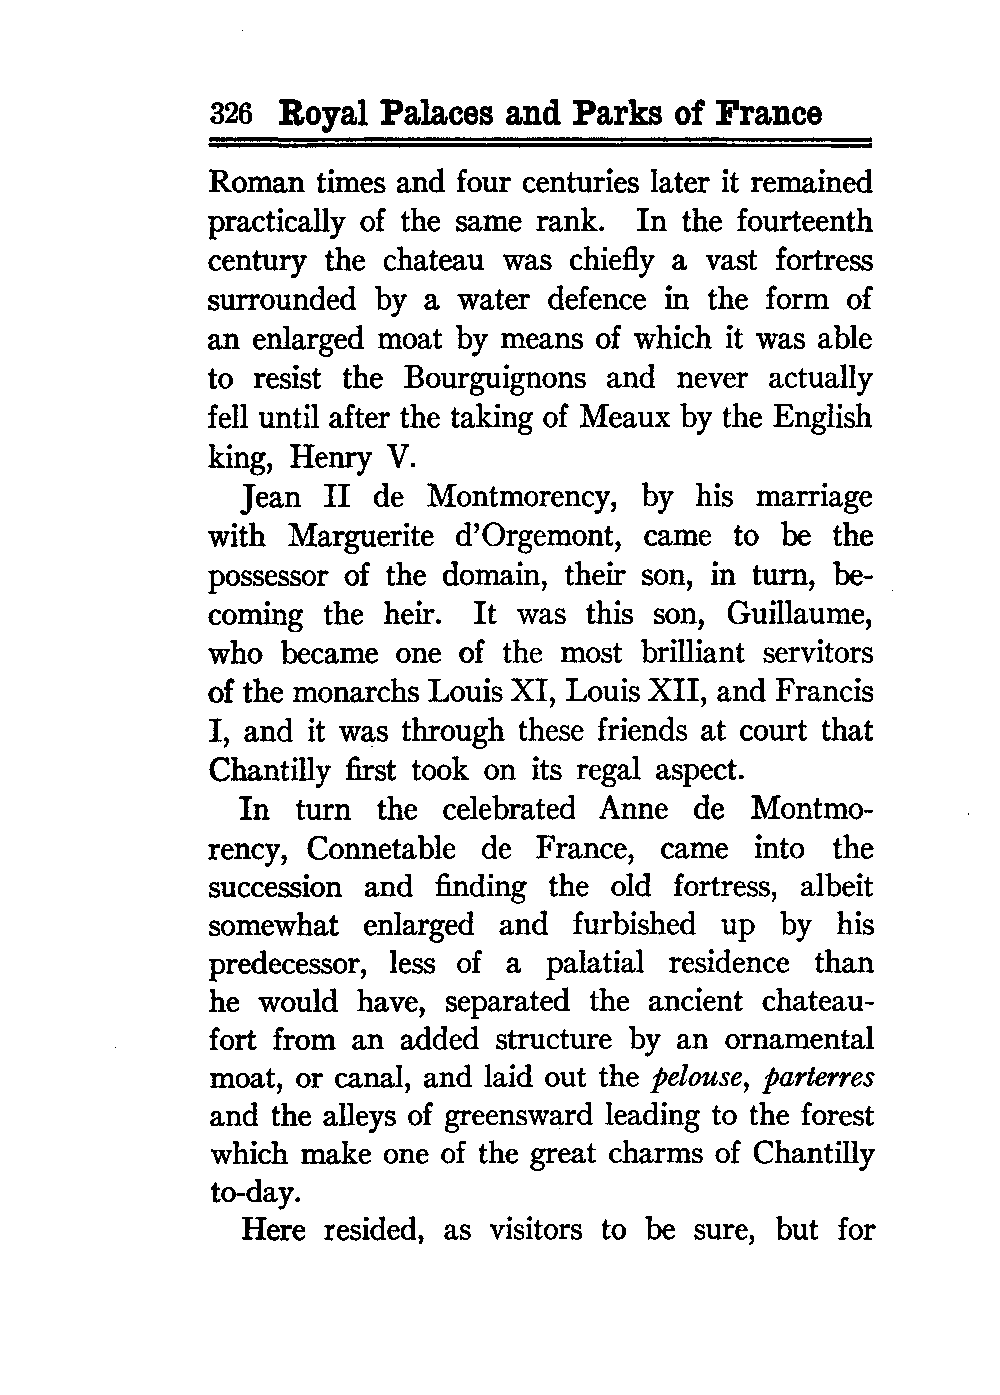 326 Royal Palaces and Parks of France
Roman times and four centuries later it remained
practically of the same rank. In the fourteenth
century the chateau was chiefly a vast fortress
surrounded by a water defence in the form of
an enlarged moat by means of which it was able
to resist the Bourguignons and never actually
fell until after the taking of Meaux by the English
king, Henry V.
Jean II de Montmorency, by his marriage
with Marguerite d'Orgemont, came to be the
possessor of the domain, their son, in turn, be-
coming the heir. It was this son, Guillaume,
who became one of the most brilliant servitors
of the monarchs Louis XI, Louis XII, and Francis
I, and it was through these friends at court that
Chantilly first took on its regal aspect.
In turn the celebrated Anne de Montmo-
rency, Connetable de France, came into the
succession and finding the old fortress, albeit
somewhat enlarged and furbished up by his
predecessor, less of a palatial residence than
he would have, separated the ancient chateau-
fort from an added structure by an ornamental
moat, or canal, and laid out the pelouse, parterres
and the alleys of greensward leading to the forest
which make one of the great charms of Chantilly
to-day.
Here resided, as visitors to be sure, but for